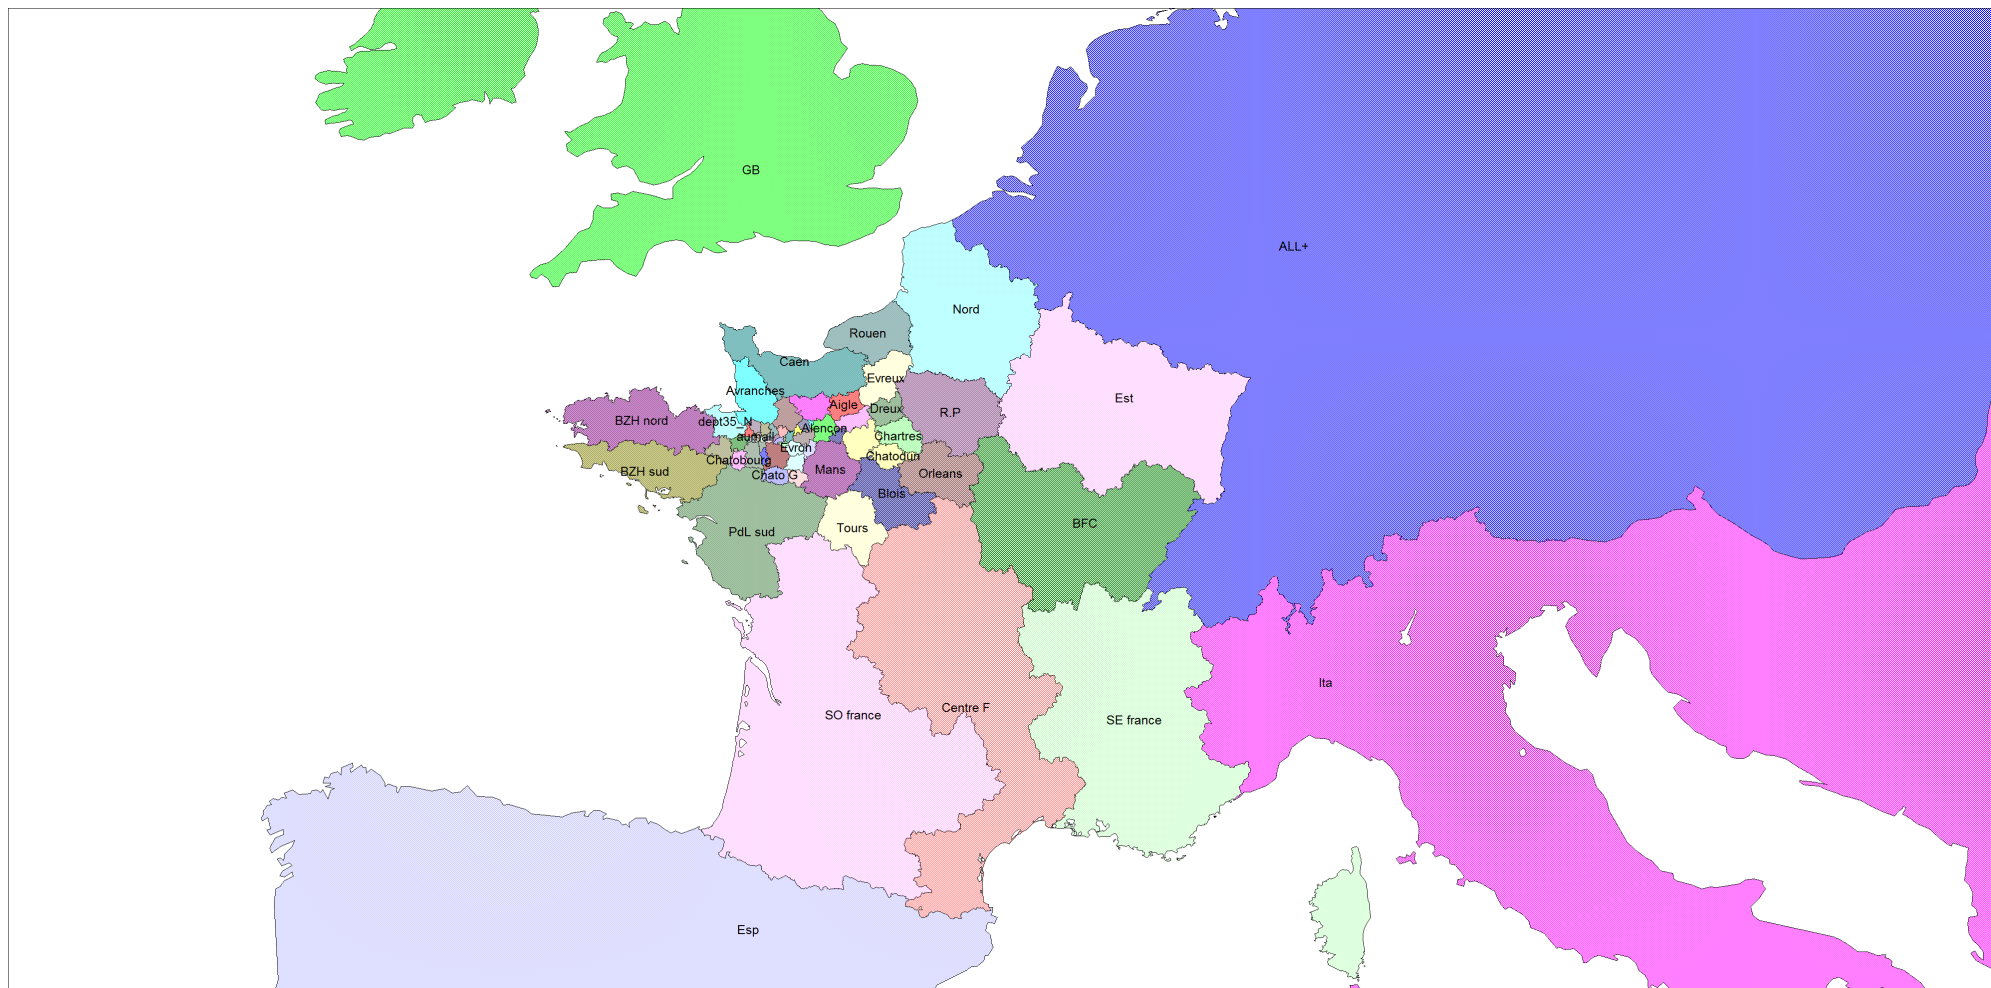 GB
ALL+
Nord
Rouen
Caen
Evreux
Avranches
Est
Aigle
Dreux
R.P
BZH nord
dept35_N
Alençon
Chartres
Evron
Chatodun
Chatobourg
BZH sud
Mans
Orleans
Chato G
Blois
BFC
Tours
PdL sud
Ita
Centre F
SO france
SE france
Esp